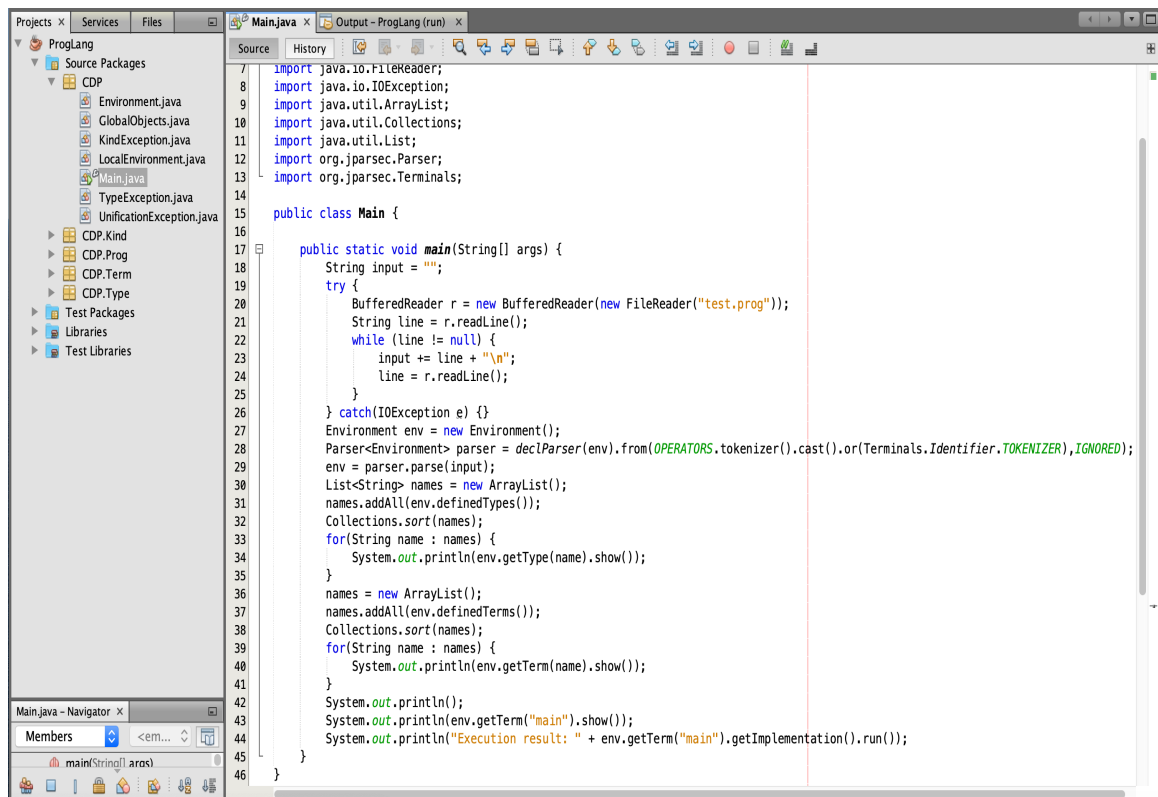 Projects × Services Files
ProgLang
Source Packages
CDP
Environment.java
GlobalObjects.java
KindException.java
LocalEnvironment.java
Main.java
TypeException.java
UnificationException.java
CDP.Kind
CDP.Prog
CDP.Term
CDP.Type
Test Packages
Libraries
Test Libraries
Main.java – Navigator ×
Members <em...
main(String[] args)
Main.java × Output – ProgLang (run) ×
Source History
7 import java.io.FileReader;
8 import java.io.IOException;
9 import java.util.ArrayList;
10 import java.util.Collections;
11 import java.util.List;
12 import org.jparsec.Parser;
13 import org.jparsec.Terminals;
14
15 public class Main {
16
17 public static void main(String[] args) {
18 String input = "";
19 try {
20 BufferedReader r = new BufferedReader(new FileReader("test.prog"));
21 String line = r.readLine();
22 while (line != null) {
23 input += line + "\n";
24 line = r.readLine();
25 }
26 } catch(IOException e) {}
27 Environment env = new Environment();
28 Parser<Environment> parser = declParser(env).from(OPERATORS.tokenizer().cast().or(Terminals.Identifier.TOKENIZER),IGNORED);
29 env = parser.parse(input);
30 List<String> names = new ArrayList();
31 names.addAll(env.definedTypes());
32 Collections.sort(names);
33 for(String name : names) {
34 System.out.println(env.getType(name).show());
35 }
36 names = new ArrayList();
37 names.addAll(env.definedTerms());
38 Collections.sort(names);
39 for(String name : names) {
40 System.out.println(env.getTerm(name).show());
41 }
42 System.out.println();
43 System.out.println(env.getTerm("main").show());
44 System.out.println("Execution result: " + env.getTerm("main").getImplementation().run());
45 }
46 }